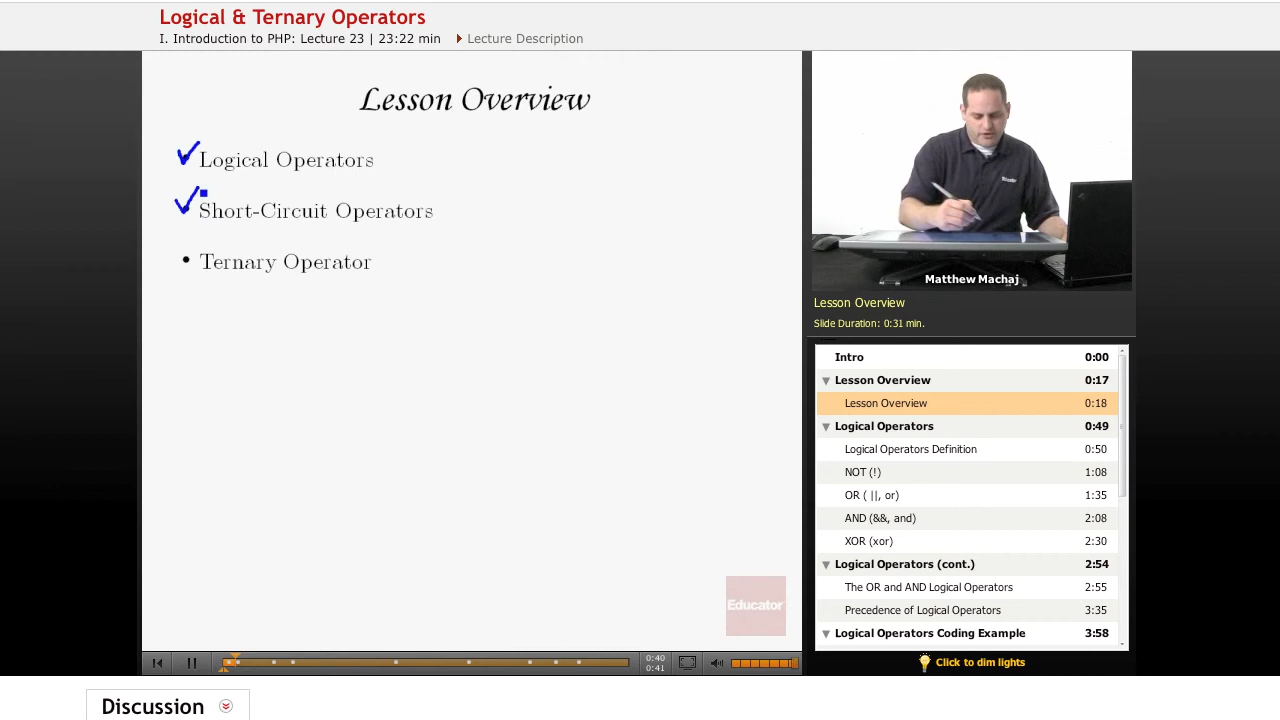 Logical & Ternary Operators
I. Introduction to PHP: Lecture 23 | 23:22 min Lecture Description
Lesson Overview
Logical Operators
Short-Circuit Operators
• Ternary Operator
Educator
Matthew Machaj
Lesson Overview
Slide Duration: 0:31 min.
Intro 0:00
Lesson Overview 0:17
Lesson Overview 0:18
Logical Operators 0:49
Logical Operators Definition 0:50
NOT (!) 1:08
OR ( ||, or) 1:35
AND (&&, and) 2:08
XOR (xor) 2:30
Logical Operators (cont.) 2:54
The OR and AND Logical Operators 2:55
Precedence of Logical Operators 3:35
Logical Operators Coding Example 3:58
0:40
0:41
Click to dim lights
Discussion